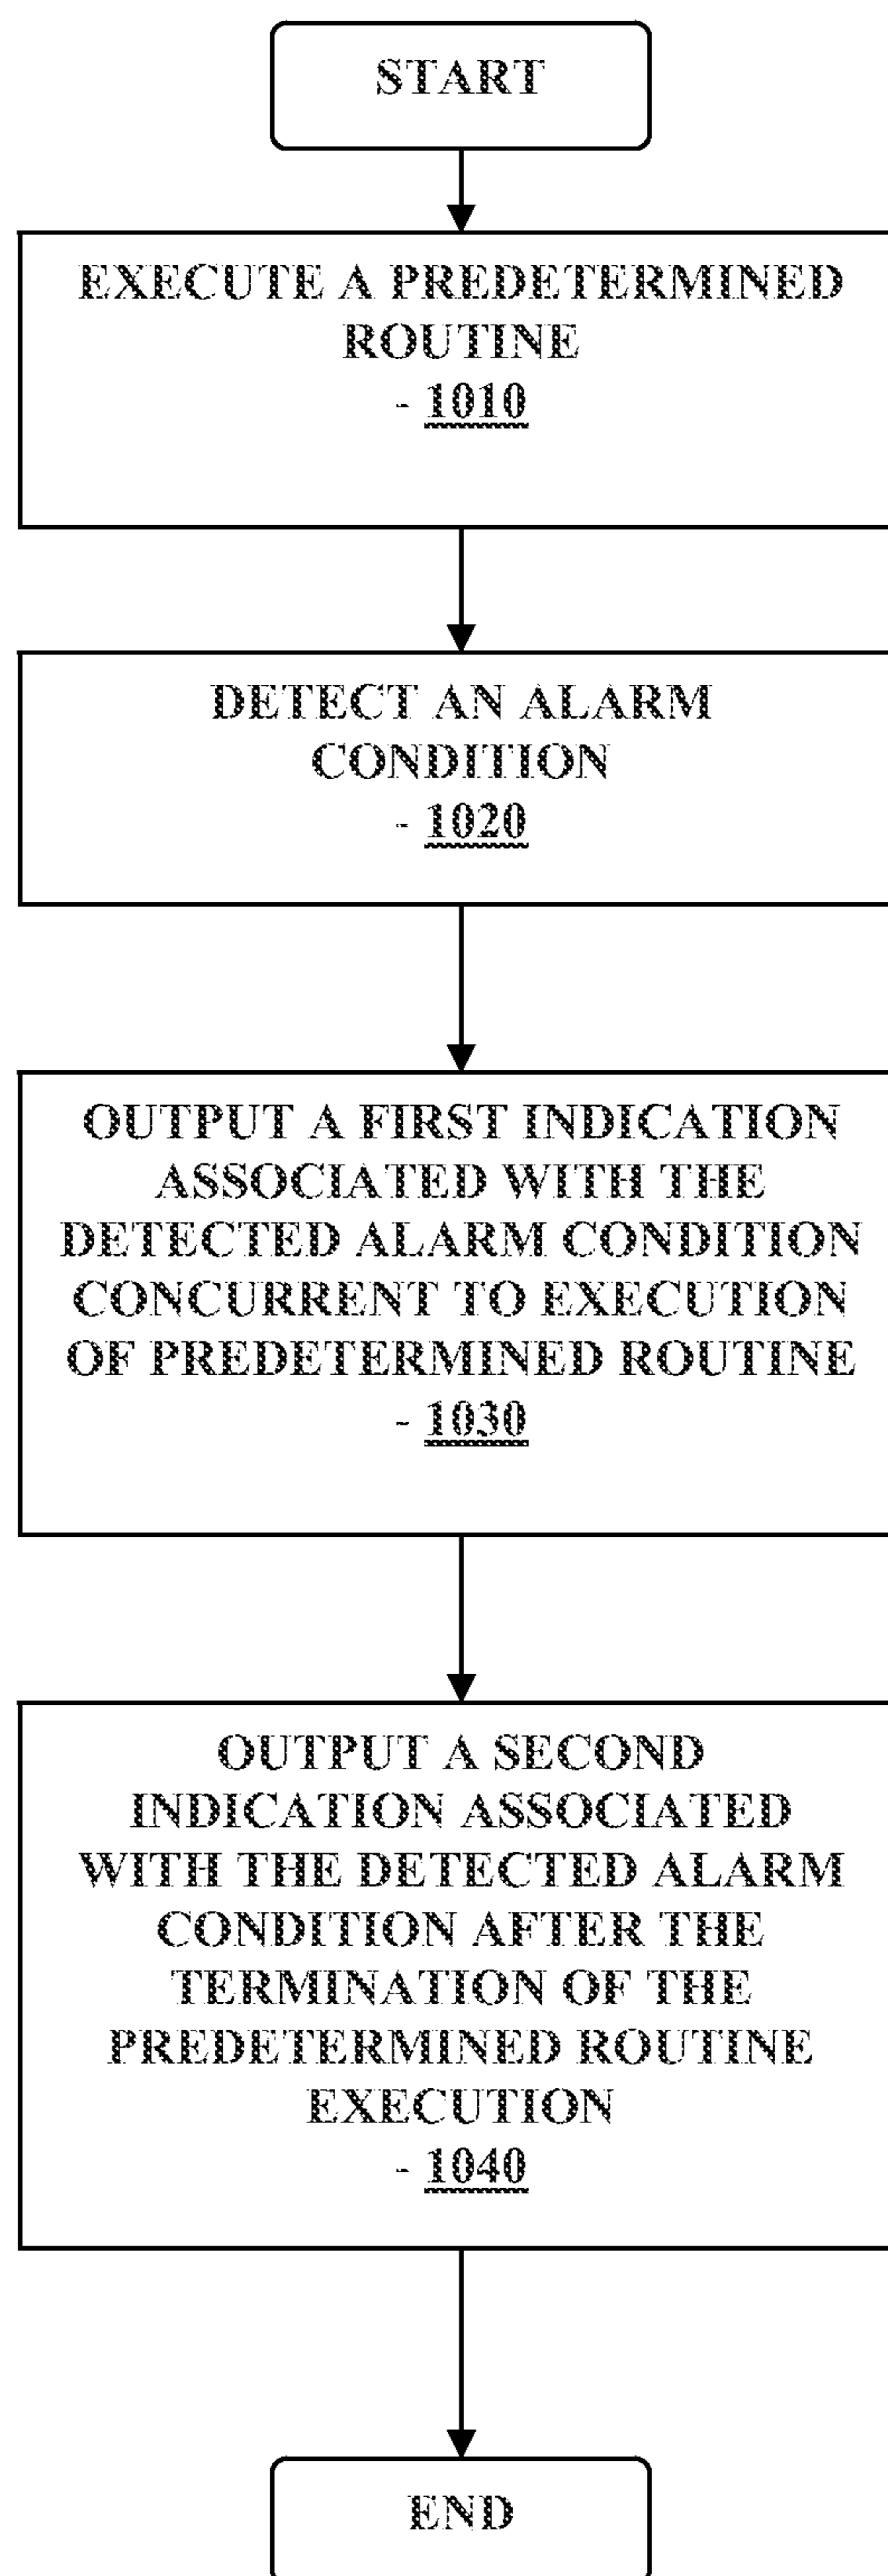 START
EXECUTE A PREDETERMINED
ROUTINE
- 1010
DETECT AN ALARM
CONDITION
- 1020
OUTPUT A FIRST INDICATION
ASSOCIATED WITH THE
DETECTED ALARM CONDITION
CONCURRENT TO EXECUTION
OF PREDETERMINED ROUTINE
- 1030
OUTPUT A SECOND
INDICATION ASSOCIATED
WITH THE DETECTED ALARM
CONDITION AFTER THE
TERMINATION OF THE
PREDETERMINED ROUTINE
EXECUTION
- 1040
END